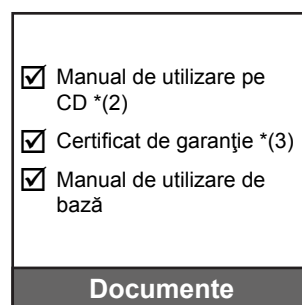 Manual de utilizare pe
CD *(2)
Certificat de garanţie *(3)
Manual de utilizare de
bază
Documente